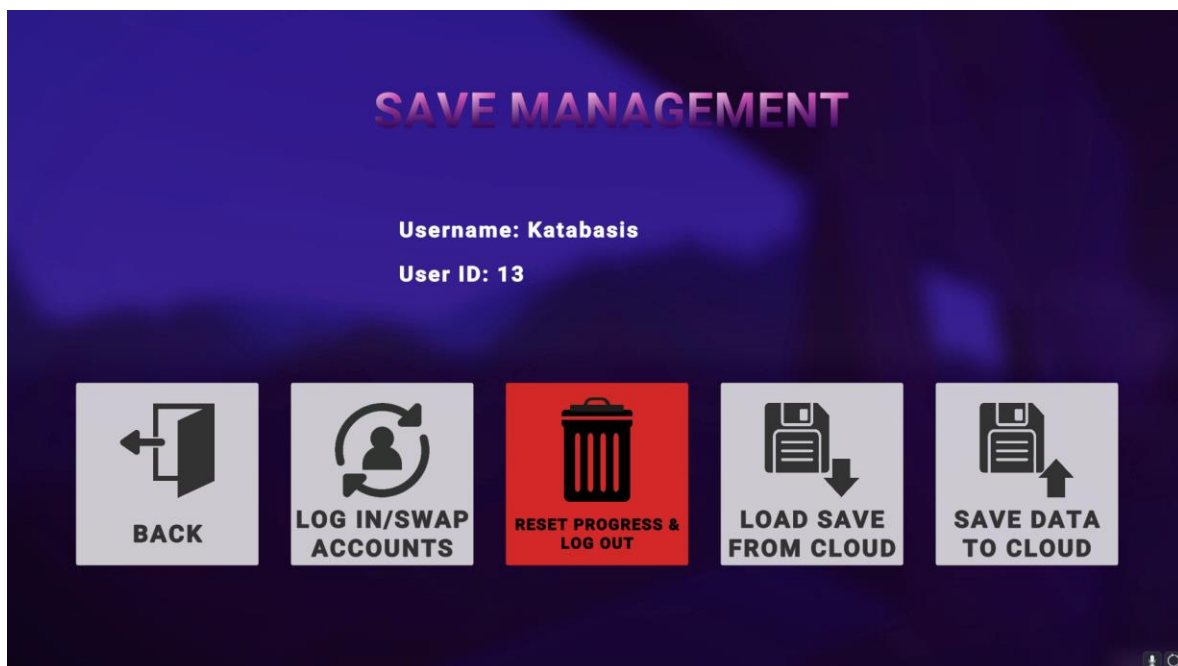 SAVE MANAGEMENT
Username: Katabasis
User ID: 13
BACK
LOG IN/SWAP
ACCOUNTS
RESET PROGRESS &
LOG OUT
LOAD SAVE
FROM CLOUD
SAVE DATA
TO CLOUD